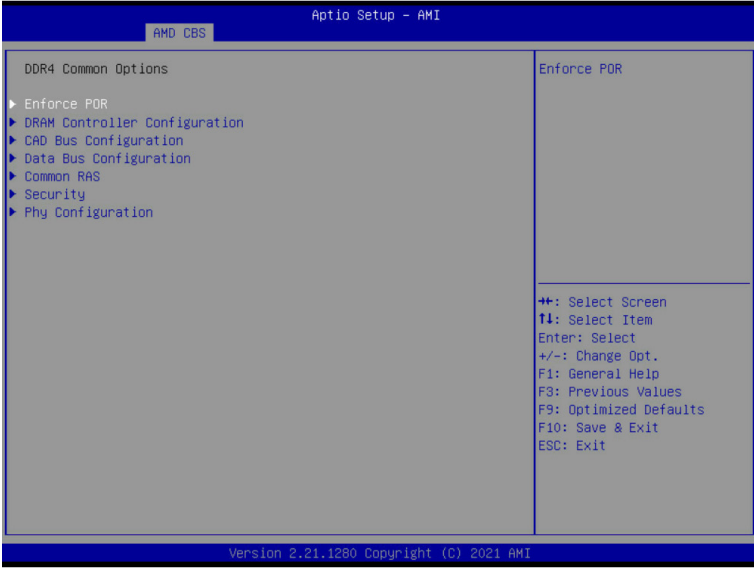 Aptio Setup - AMI
AMD CBS
DDR4 Common Options
Enforce POR
DRAM Controller Configuration
CAD Bus Configuration
Data Bus Configuration
Common RAS
Security
Phy Configuration
Enforce POR
→←: Select Screen
↑↓: Select Item
Enter: Select
+/-: Change Opt.
F1: General Help
F3: Previous Values
F9: Optimized Defaults
F10: Save & Exit
ESC: Exit
Version 2.21.1280 Copyright (C) 2021 AMI